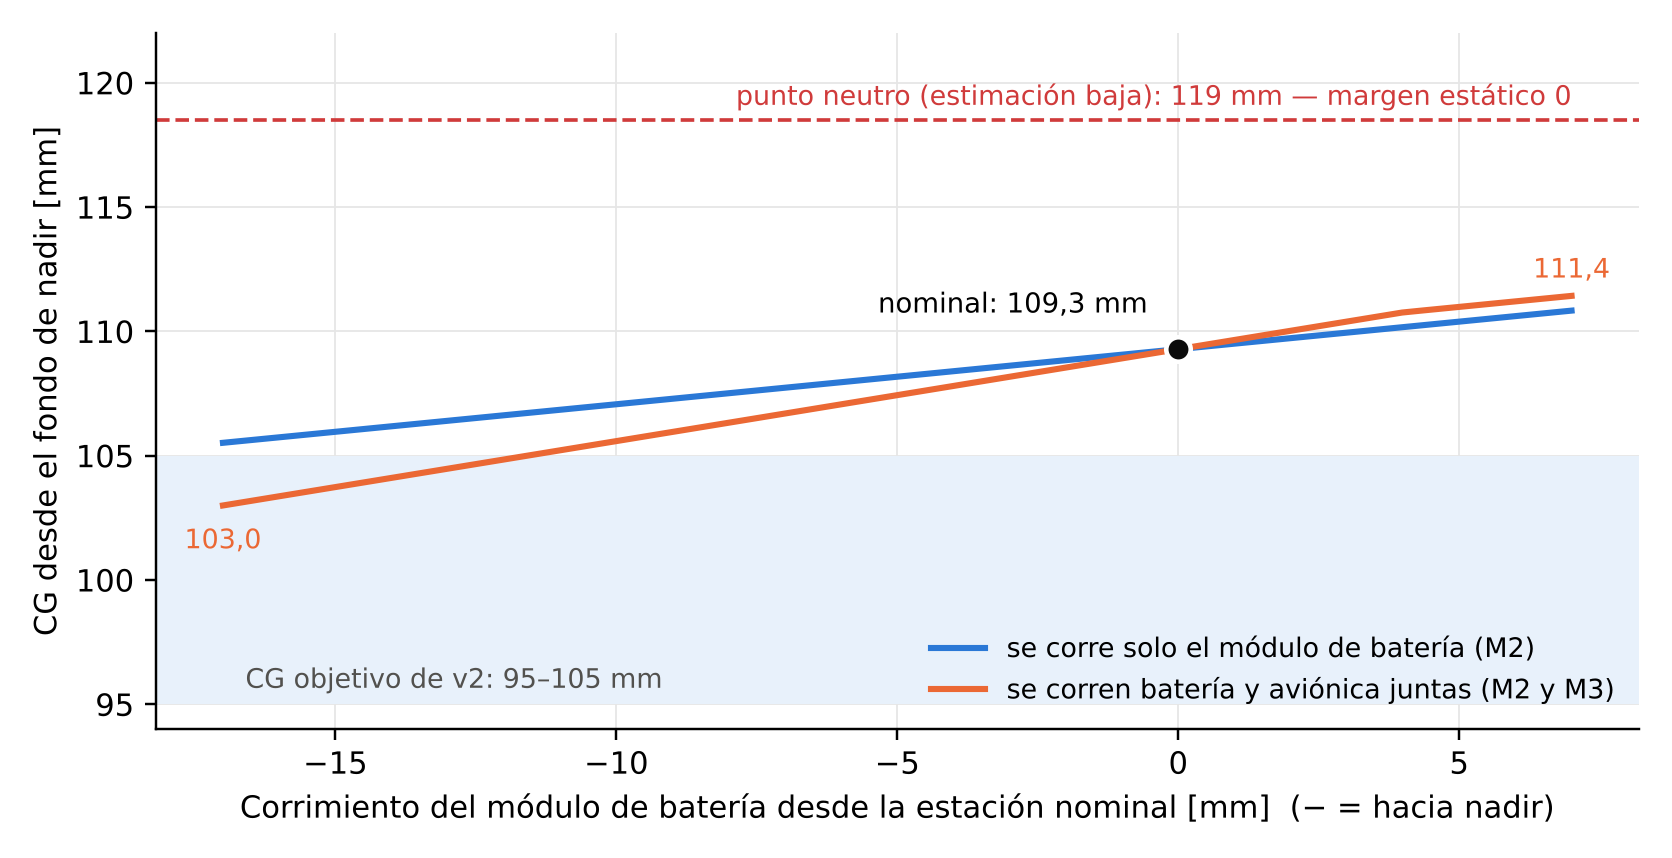 120
115
110
105
100
95
CG desde el fondo de nadir [mm]
punto neutro (estimación baja): 119 mm — margen estático 0
111,4
nominal: 109,3 mm
103,0
CG objetivo de v2: 95–105 mm
se corre solo el módulo de batería (M2)
se corren batería y aviónica juntas (M2 y M3)
−15
−10
−5
0
5
Corrimiento del módulo de batería desde la estación nominal [mm]  (− = hacia nadir)